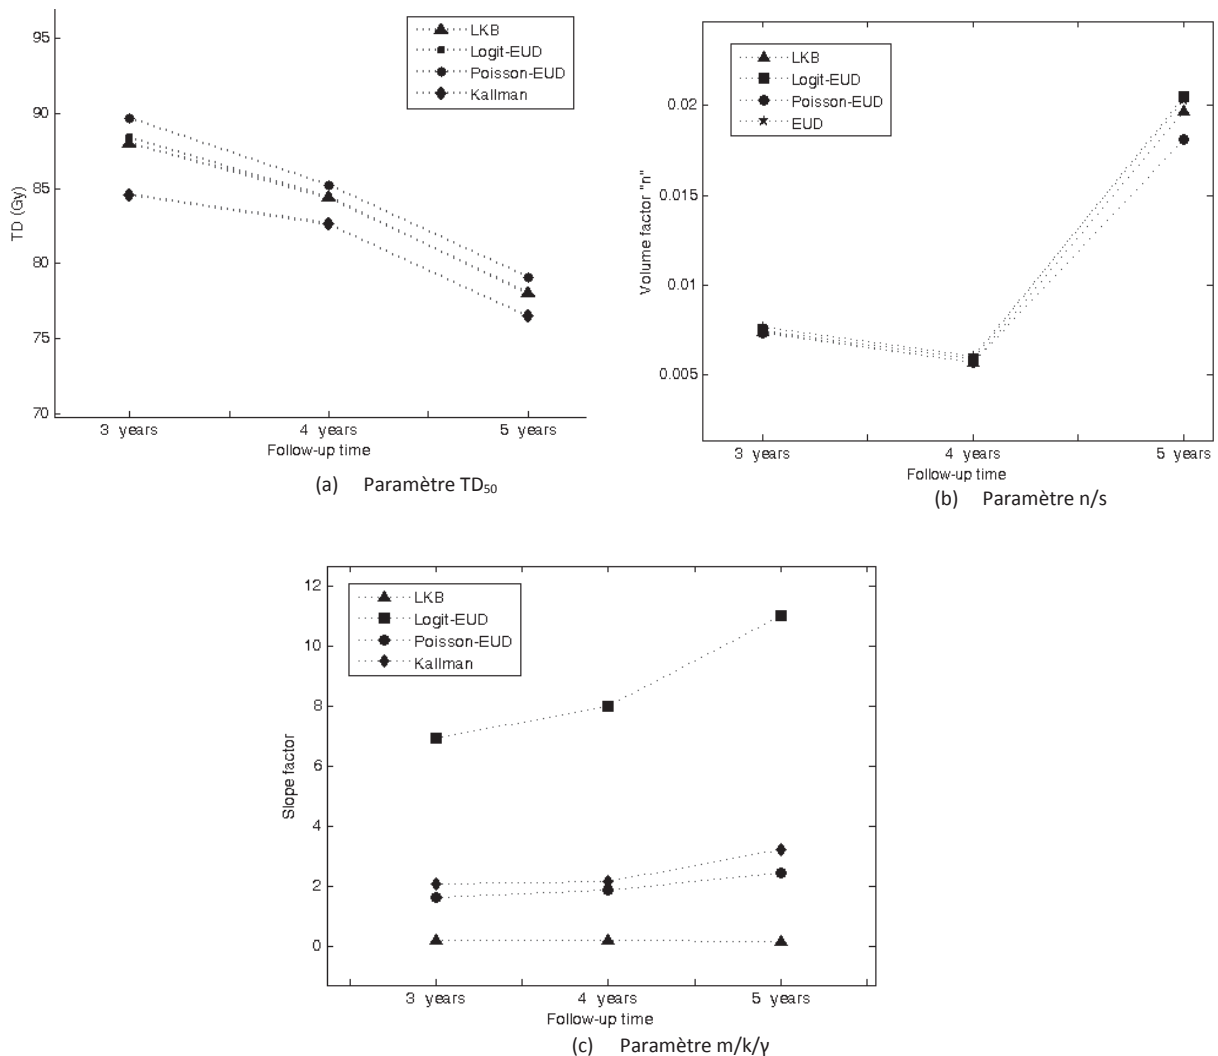 95
90
85
80
75
70
TD (Gy)
LKB
Logit-EUD
Poisson-EUD
Kallman
3 years
4 years
5 years
Follow-up time
(a) Paramètre TD₅₀
0.02
0.015
0.01
0.005
Volume factor "n"
LKB
Logit-EUD
Poisson-EUD
EUD
3 years
4 years
5 years
Follow-up time
(b) Paramètre n/s
12
10
8
6
4
2
0
Slope factor
LKB
Logit-EUD
Poisson-EUD
Kallman
3 years
4 years
5 years
Follow-up time
(c) Paramètre m/k/γ